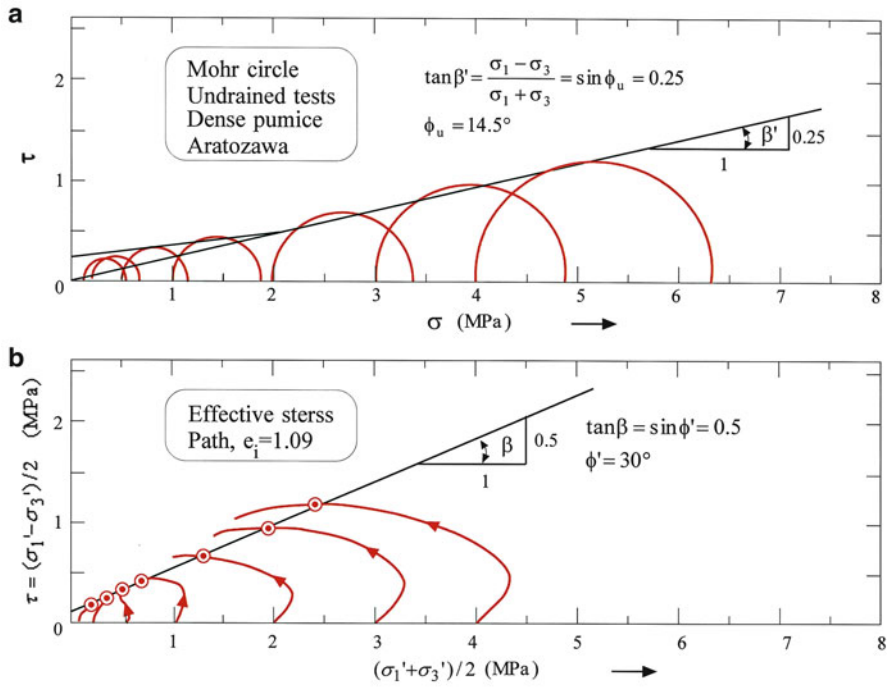 a
Mohr circle
Undrained tests
Dense pumice
Aratozawa
tanβ' = (σ₁ − σ₃)/(σ₁ + σ₃) = sinϕᵤ = 0.25
ϕᵤ = 14.5°
β'
0.25
1
τ
2
1
0
1
2
3
4
5
6
7
8
σ (MPa)
b
Effective sterss
Path, eᵢ=1.09
β
0.5
1
tanβ = sinϕ' = 0.5
ϕ' = 30°
τ = (σ₁'−σ₃')/2 (MPa)
2
1
0
0
1
2
3
4
5
6
7
8
(σ₁'+σ₃')/2 (MPa)